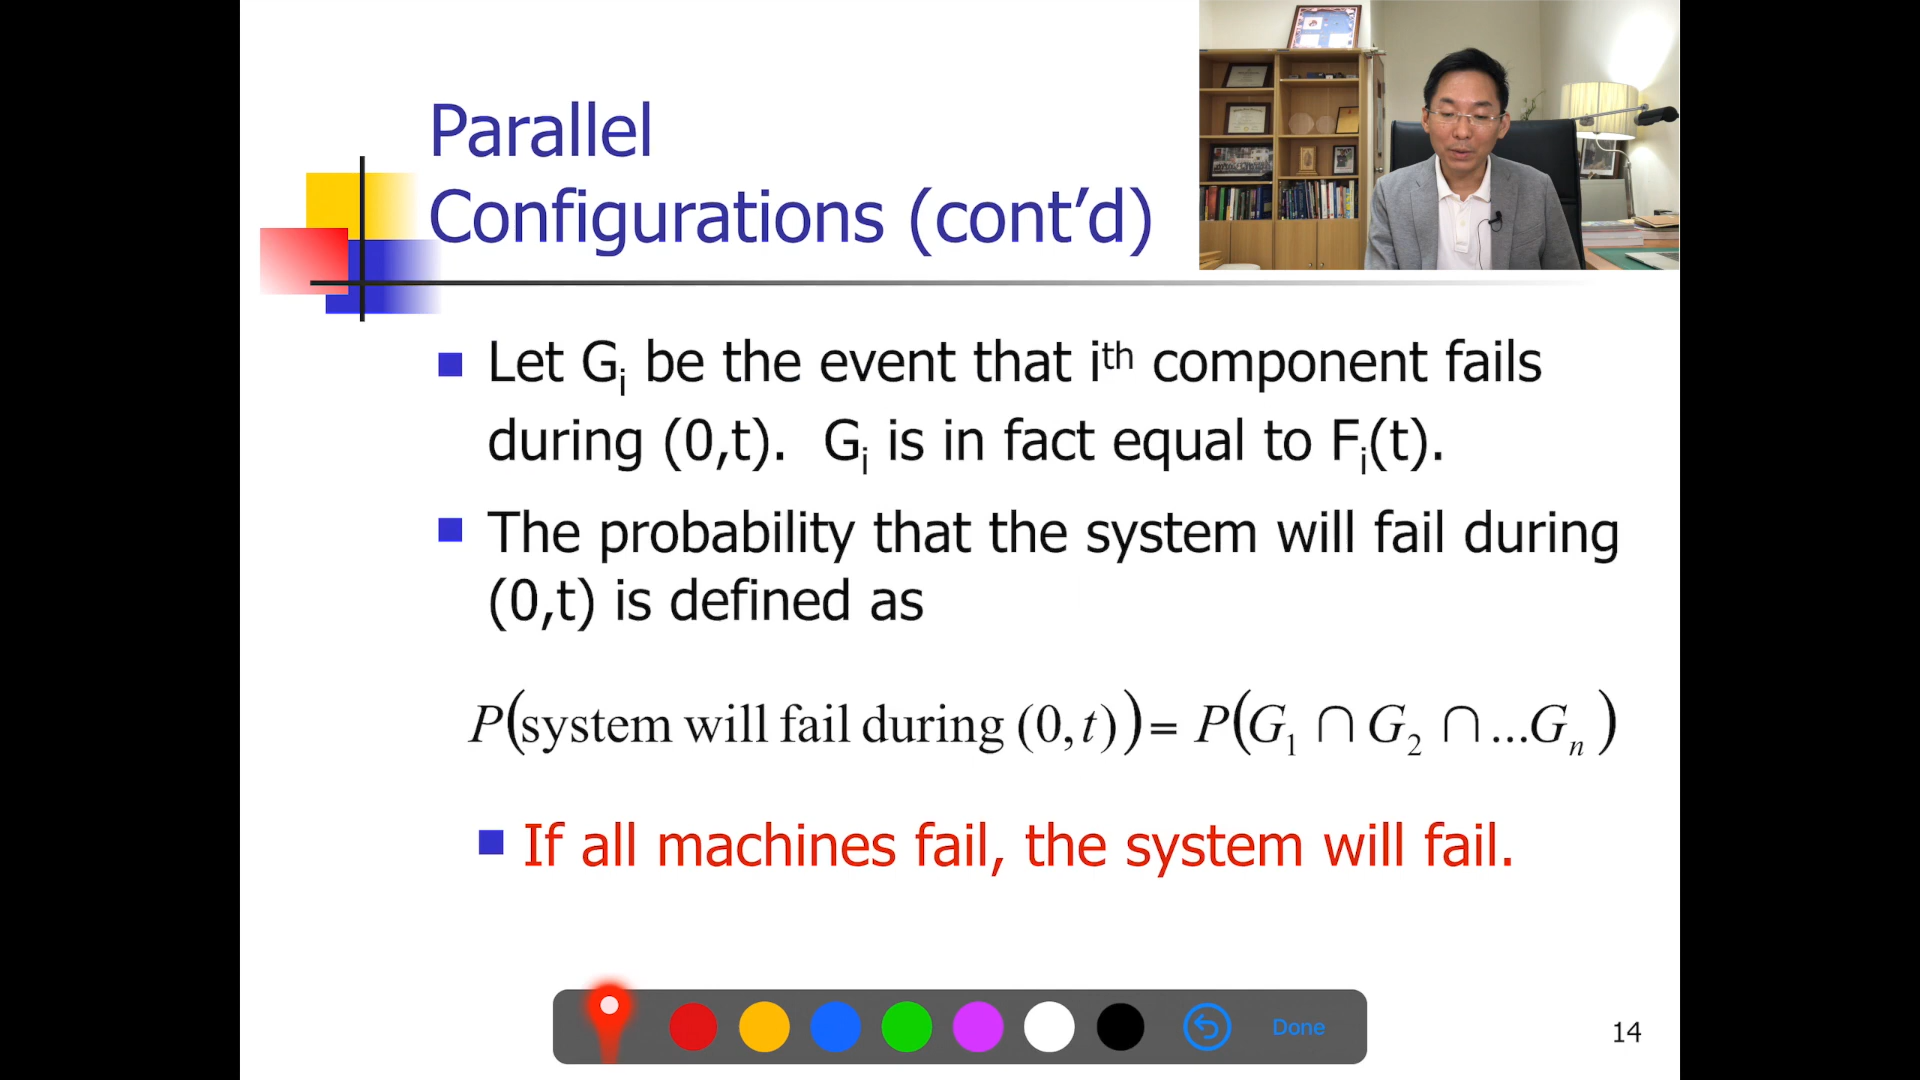 Parallel
Configurations (cont’d)
Let Gi be the event that ith component fails
during (0,t). Gi is in fact equal to Fi(t).
The probability that the system will fail during
(0,t) is defined as
P(system will fail during (0, t)) = P(G1 ∩ G2 ∩ ...Gn)
If all machines fail, the system will fail.
Done
14